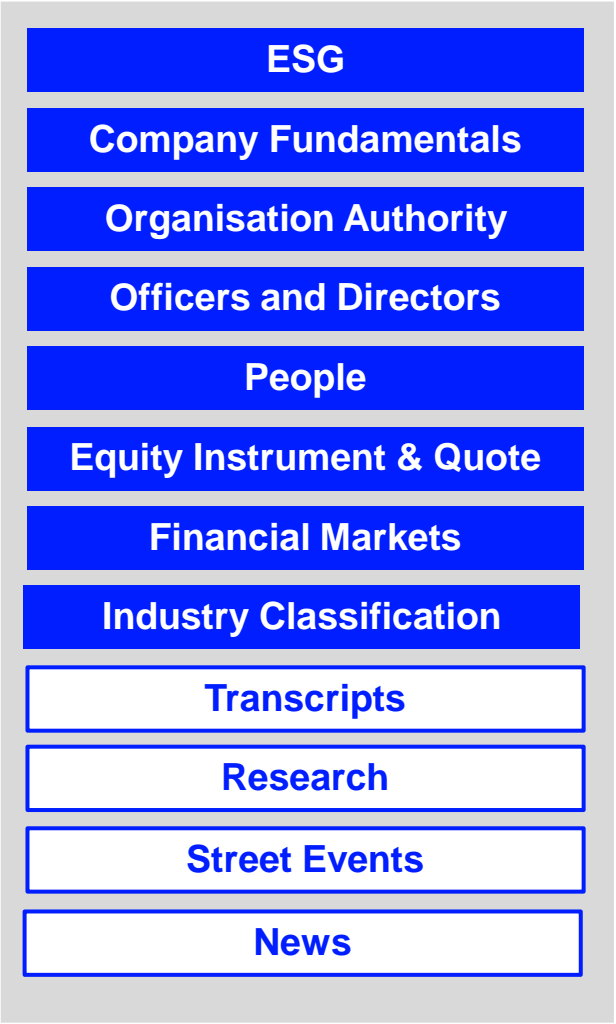 ESG
Company Fundamentals
Organisation Authority
Officers and Directors
People
Equity Instrument & Quote
Financial Markets
Industry Classification
Transcripts
Research
Street Events
News